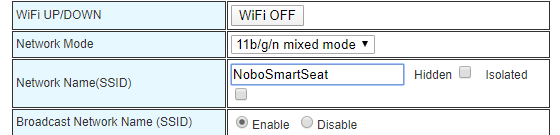 WiFi UP/DOWN WiFi OFF
Network Mode 11b/g/n mixed mode
Network Name(SSID) NoboSmartSeat Hidden Isolated
Broadcast Network Name (SSID) Enable Disable